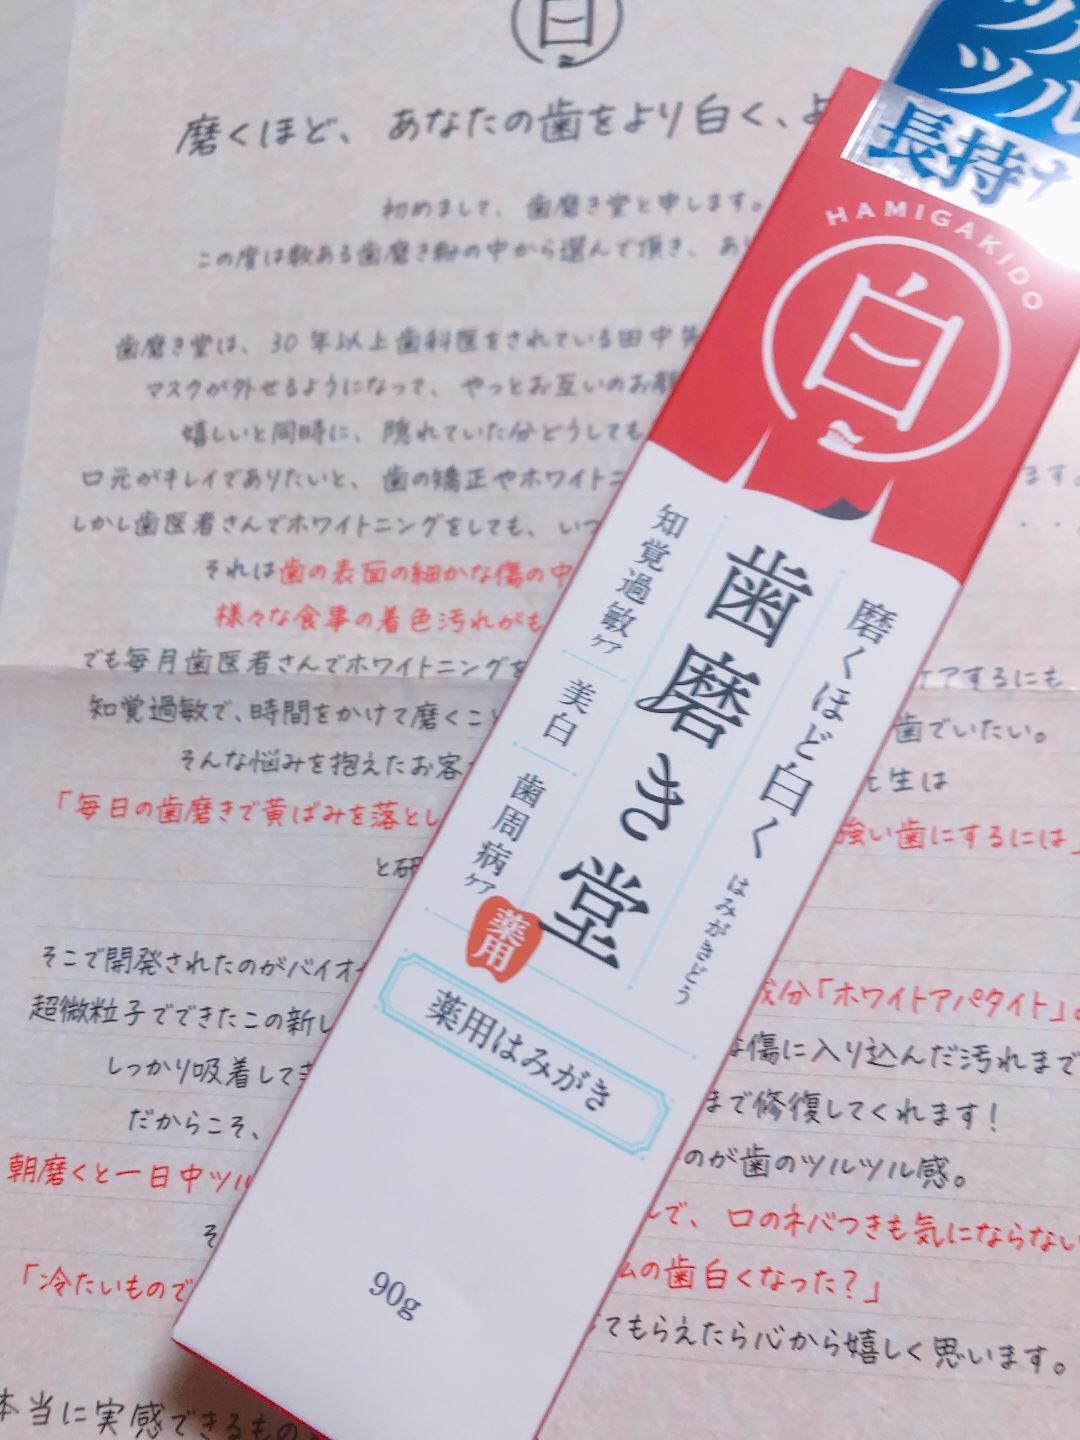 白
磨くほど、あなたの歯をより白く、よ
初めまして、歯磨き堂と申します。
この度は数ある歯磨き粉の中から選んで頂き、あり
歯磨き堂は、30年以上歯科医をされている田中先
マスクが外せるようになって、やっとお互いのお顔
嬉しいと同時に、隠れていた分どうしても
口元がキレイでありたいと、歯の矯正やホワイトニ ます。
しかし歯医者さんでホワイトニングをしても、いつ ・・・
それは歯の表面の細かな傷の中
様々な食事の着色汚れがも
でも毎月歯医者さんでホワイトニングを ケアするにも
知覚過敏で、時間をかけて磨くこ 歯でいたい。
そんな悩みを抱えたお客 先生は
「毎日の歯磨きで黄ばみを落とし 強い歯にするには」
と研
そこで開発されたのがバイオ 成分「ホワイトアパタイト」。
超微粒子でできたこの新し な傷に入り込んだ汚れまで
しっかり吸着して まで修復してくれます!
だからこそ、 のが歯のツルツル感。
朝磨くと一日中ツル で、口のネバつきも気にならない
そ
「冷たいもので ムの歯白くなった?」
てもらえたら心から嬉しく思います。
本当に実感できるもの
ツル
ツル
長持ち
HAMIGAKIDO
白
磨くほど白く
はみがきどう
歯磨き堂
知覚過敏ケア
美白
歯周病ケア
薬用
薬用はみがき
90g